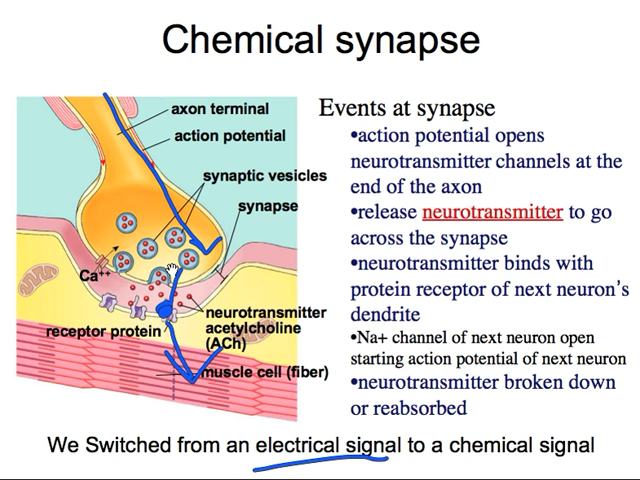 Chemical synapse
axon terminal
action potential
synaptic vesicles
synapse
Ca++
neurotransmitter
acetylcholine
(ACh)
receptor protein
muscle cell (fiber)
Events at synapse
•action potential opens
neurotransmitter channels at the
end of the axon
•release neurotransmitter to go
across the synapse
•neurotransmitter binds with
protein receptor of next neuron’s
dendrite
•Na+ channel of next neuron open
starting action potential of next neuron
•neurotransmitter broken down
or reabsorbed
We Switched from an electrical signal to a chemical signal